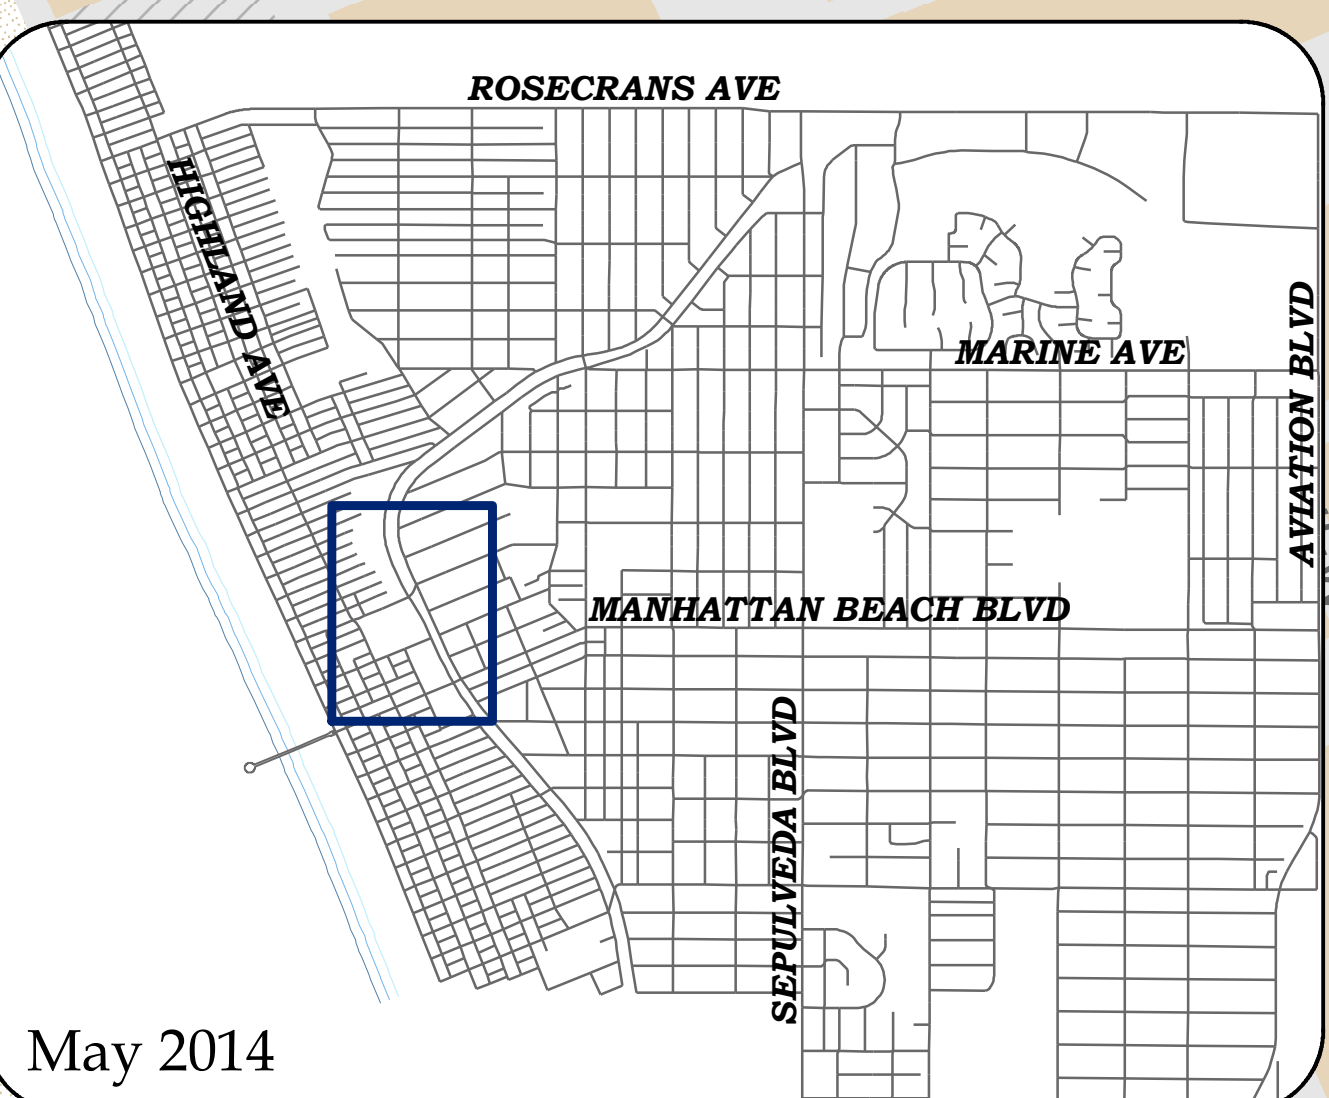 ROSECRANS AVE
HIGHLAND AVE
MARINE AVE
AVIATION BLVD
MANHATTAN BEACH BLVD
SEPULVEDA BLVD
May 2014